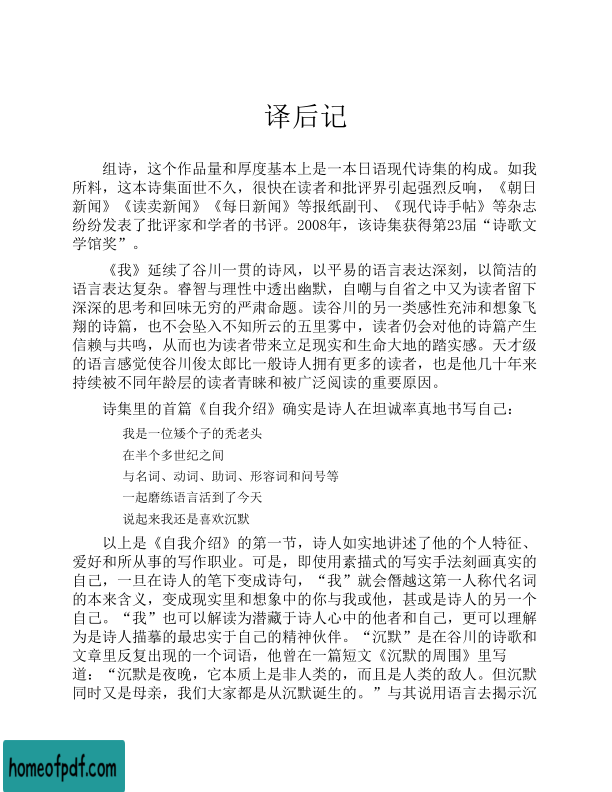 译后记
组诗，这个作品量和厚度基本上是一本日语现代诗集的构成。如我
所料，这本诗集面世不久，很快在读者和批评界引起强烈反响，《朝日
新闻》《读卖新闻》《每日新闻》等报纸副刊、《现代诗手帖》等杂志
纷纷发表了批评家和学者的书评。2008年，该诗集获得第23届“诗歌文
学馆奖”。
《我》延续了谷川一贯的诗风，以平易的语言表达深刻，以简洁的
语言表达复杂。睿智与理性中透出幽默，自嘲与自省之中又为读者留下
深深的思考和回味无穷的严肃命题。读谷川的另一类感性充沛和想象飞
翔的诗篇，也不会坠入不知所云的五里雾中，读者仍会对他的诗篇产生
信赖与共鸣，从而也为读者带来立足现实和生命大地的踏实感。天才级
的语言感觉使谷川俊太郎比一般诗人拥有更多的读者，也是他几十年来
持续被不同年龄层的读者青睐和被广泛阅读的重要原因。
诗集里的首篇《自我介绍》确实是诗人在坦诚率真地书写自己：
我是一位矮个子的秃老头
在半个多世纪之间
与名词、动词、助词、形容词和问号等
一起磨练语言活到了今天
说起来我还是喜欢沉默
以上是《自我介绍》的第一节，诗人如实地讲述了他的个人特征、
爱好和所从事的写作职业。可是，即使用素描式的写实手法刻画真实的
自己，一旦在诗人的笔下变成诗句，“我”就会僭越这第一人称代名词
的本来含义，变成现实里和想象中的你与我或他，甚或是诗人的另一个
自己。“我”也可以解读为潜藏于诗人心中的他者和自己，更可以理解
为是诗人描摹的最忠实于自己的精神伙伴。“沉默”是在谷川的诗歌和
文章里反复出现的一个词语，他曾在一篇短文《沉默的周围》里写
道：“沉默是夜晚，它本质上是非人类的，而且是人类的敌人。但沉默
同时又是母亲，我们大家都是从沉默诞生的。”与其说用语言去揭示沉
homeofpdf.com